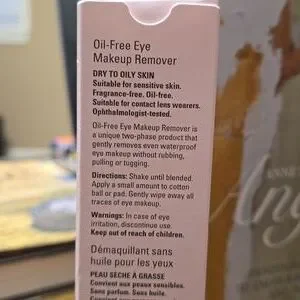 Oil-Free Eye
Makeup Remover
DRY TO OILY SKIN
Suitable for sensitive skin.
Fragrance-free. Oil-free.
Suitable for contact lens wearers.
Ophthalmologist-tested.
Oil-Free Eye Makeup Remover is
a unique two-phase product that
gently removes even waterproof
eye makeup without rubbing,
pulling or tugging.
Directions: Shake until blended.
Apply a small amount to cotton
ball or pad. Gently wipe away all
traces of eye makeup.
Warnings: In case of eye
irritation, discontinue use.
Keep out of reach of children.
Démaquillant sans
huile pour les yeux
PEAU SÈCHE À GRASSE
Convient aux peaux sensibles.
Sans parfum. Sans huile.